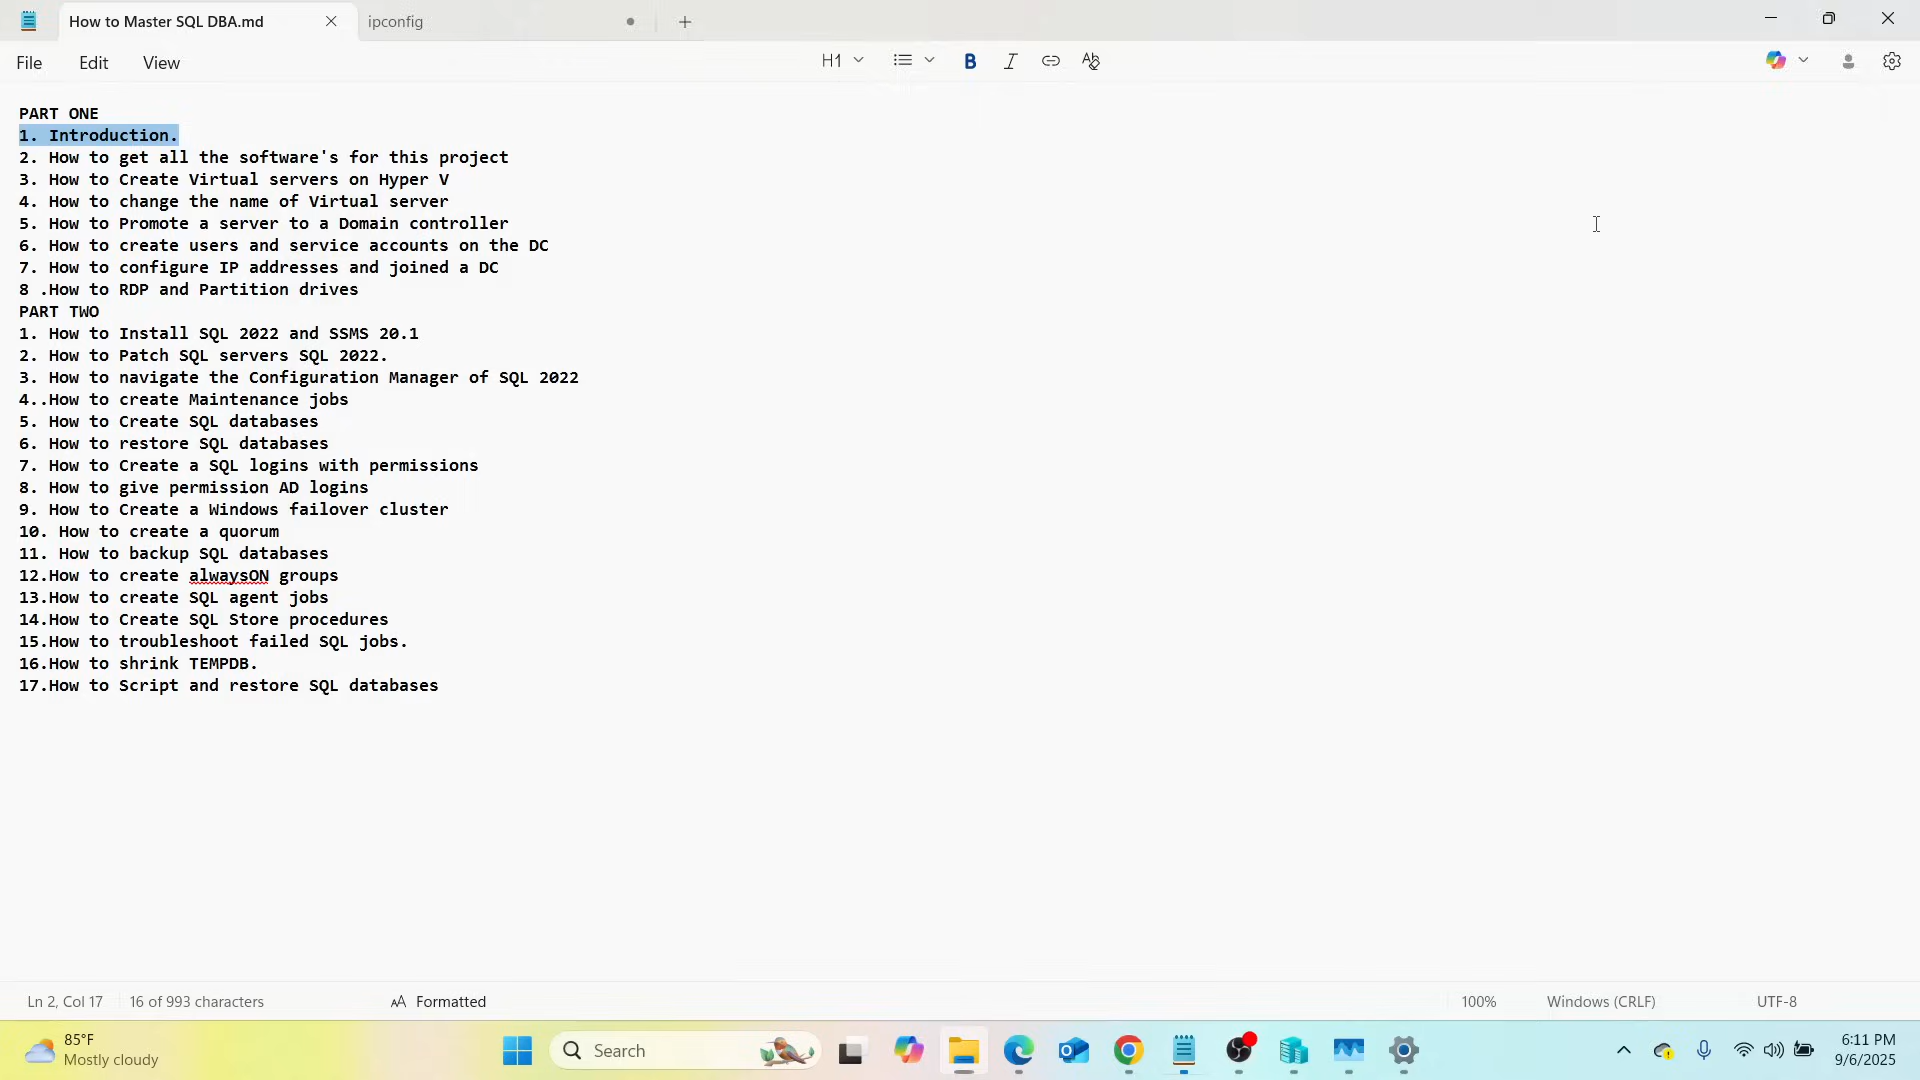 How to Master SQL DBA.md
ipconfig
File Edit View
H1
PART ONE
1. Introduction.
2. How to get all the software's for this project
3. How to Create Virtual servers on Hyper V
4. How to change the name of Virtual server
5. How to Promote a server to a Domain controller
6. How to create users and service accounts on the DC
7. How to configure IP addresses and joined a DC
8 .How to RDP and Partition drives
PART TWO
1. How to Install SQL 2022 and SSMS 20.1
2. How to Patch SQL servers SQL 2022.
3. How to navigate the Configuration Manager of SQL 2022
4..How to create Maintenance jobs
5. How to Create SQL databases
6. How to restore SQL databases
7. How to Create a SQL logins with permissions
8. How to give permission AD logins
9. How to Create a Windows failover cluster
10. How to create a quorum
11. How to backup SQL databases
12.How to create alwaysON groups
13.How to create SQL agent jobs
14.How to Create SQL Store procedures
15.How to troubleshoot failed SQL jobs.
16.How to shrink TEMPDB.
17.How to Script and restore SQL databases
Ln 2, Col 17 16 of 993 characters Formatted 100% Windows (CRLF) UTF-8
85°F
Mostly cloudy
Search
6:11 PM
9/6/2025